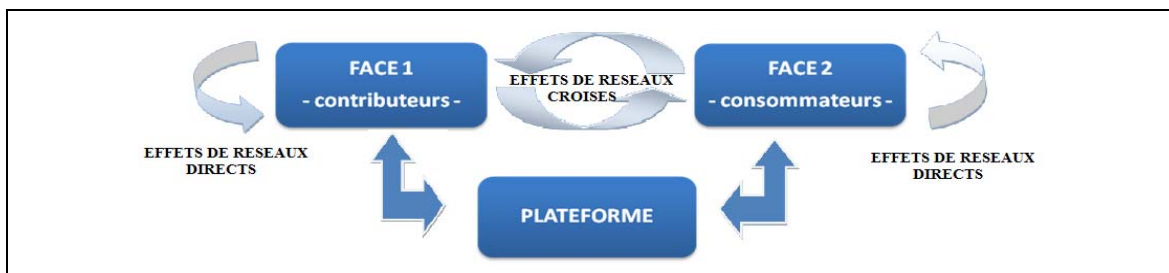 FACE 1
- contributeurs -
EFFETS DE RESEAUX
CROISES
FACE 2
- consommateurs -
EFFETS DE RESEAUX
DIRECTS
EFFETS DE RESEAUX
DIRECTS
PLATEFORME